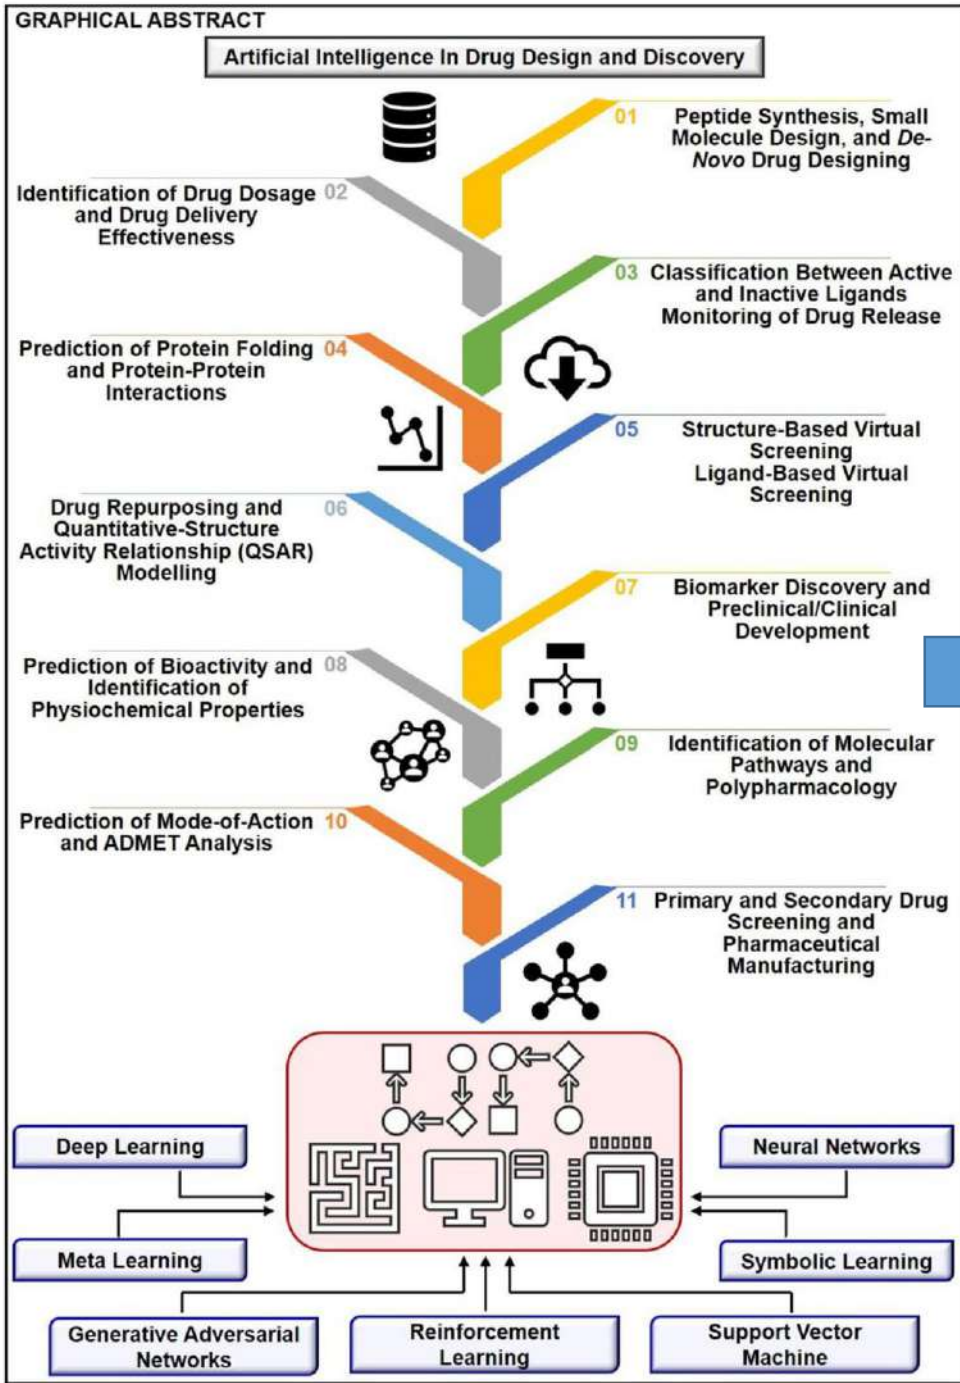 GRAPHICAL ABSTRACT
Artificial Intelligence In Drug Design and Discovery
01 Peptide Synthesis, Small
Molecule Design, and De-
Novo Drug Designing
Identification of Drug Dosage 02
and Drug Delivery
Effectiveness
03 Classification Between Active
and Inactive Ligands
Monitoring of Drug Release
Prediction of Protein Folding 04
and Protein-Protein
Interactions
05 Structure-Based Virtual
Screening
Ligand-Based Virtual
Screening
Drug Repurposing and 06
Quantitative-Structure
Activity Relationship (QSAR)
Modelling
07 Biomarker Discovery and
Preclinical/Clinical
Development
Prediction of Bioactivity and 08
Identification of
Physiochemical Properties
09 Identification of Molecular
Pathways and
Polypharmacology
Prediction of Mode-of-Action 10
and ADMET Analysis
11 Primary and Secondary Drug
Screening and
Pharmaceutical
Manufacturing
Deep Learning
Neural Networks
Meta Learning
Symbolic Learning
Generative Adversarial
Networks
Reinforcement
Learning
Support Vector
Machine